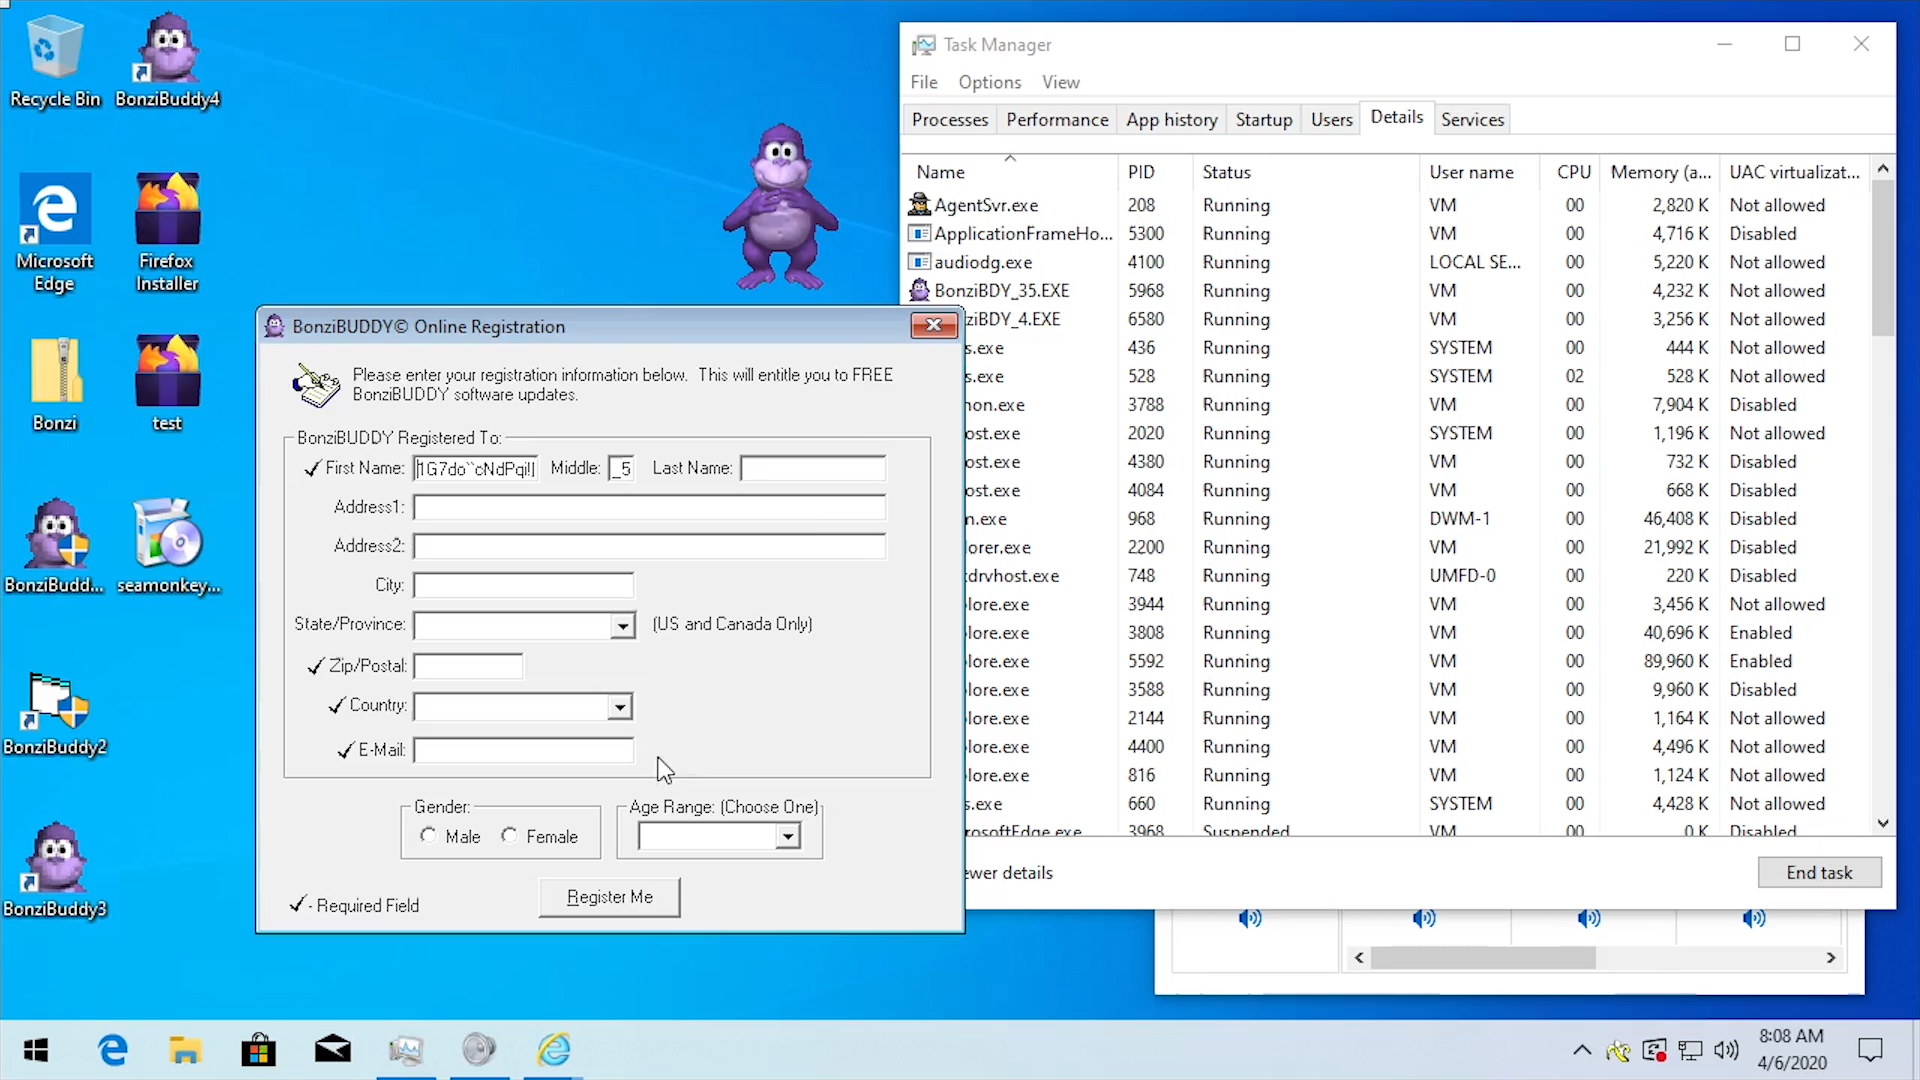 Recycle Bin
BonziBuddy4
Microsoft
Edge
Firefox
Installer
Bonzi
test
BonziBudd...
seamonkey...
BonziBuddy2
BonziBuddy3
BonziBUDDY© Online Registration
Please enter your registration information below. This will entitle you to FREE
BonziBUDDY software updates.
BonziBUDDY Registered To:
First Name:
Middle: _5
Last Name:
Address1:
Address2:
City:
State/Province:
(US and Canada Only)
Zip/Postal:
Country:
E-Mail:
Gender:
Male
Female
Age Range: (Choose One)
- Required Field
Register Me
Task Manager
File Options View
Processes Performance App history Startup Users Details Services
Name PID Status User name CPU Memory (a... UAC virtualizat...
AgentSvr.exe 208 Running VM 00 2,820 K Not allowed
ApplicationFrameHo... 5300 Running VM 00 4,716 K Disabled
audiodg.exe 4100 Running LOCAL SE... 00 5,220 K Not allowed
BonziBDY_35.EXE 5968 Running VM 00 4,232 K Not allowed
ziBDY_4.EXE 6580 Running VM 00 3,256 K Not allowed
s.exe 436 Running SYSTEM 00 444 K Not allowed
s.exe 528 Running SYSTEM 02 528 K Not allowed
non.exe 3788 Running VM 00 7,904 K Disabled
ost.exe 2020 Running SYSTEM 00 1,196 K Not allowed
ost.exe 4380 Running VM 00 732 K Disabled
ost.exe 4084 Running VM 00 668 K Disabled
n.exe 968 Running DWM-1 00 46,408 K Disabled
orer.exe 2200 Running VM 00 21,992 K Disabled
tdrvhost.exe 748 Running UMFD-0 00 220 K Disabled
lore.exe 3944 Running VM 00 3,456 K Not allowed
lore.exe 3808 Running VM 00 40,696 K Enabled
lore.exe 5592 Running VM 00 89,960 K Enabled
lore.exe 3588 Running VM 00 9,960 K Disabled
lore.exe 2144 Running VM 00 1,164 K Not allowed
lore.exe 4400 Running VM 00 4,496 K Not allowed
lore.exe 816 Running VM 00 1,124 K Not allowed
s.exe 660 Running SYSTEM 00 4,428 K Not allowed
rosoftEdge.exe 3968 Suspended VM 00 0 K Disabled
ewer details
End task
8:08 AM
4/6/2020